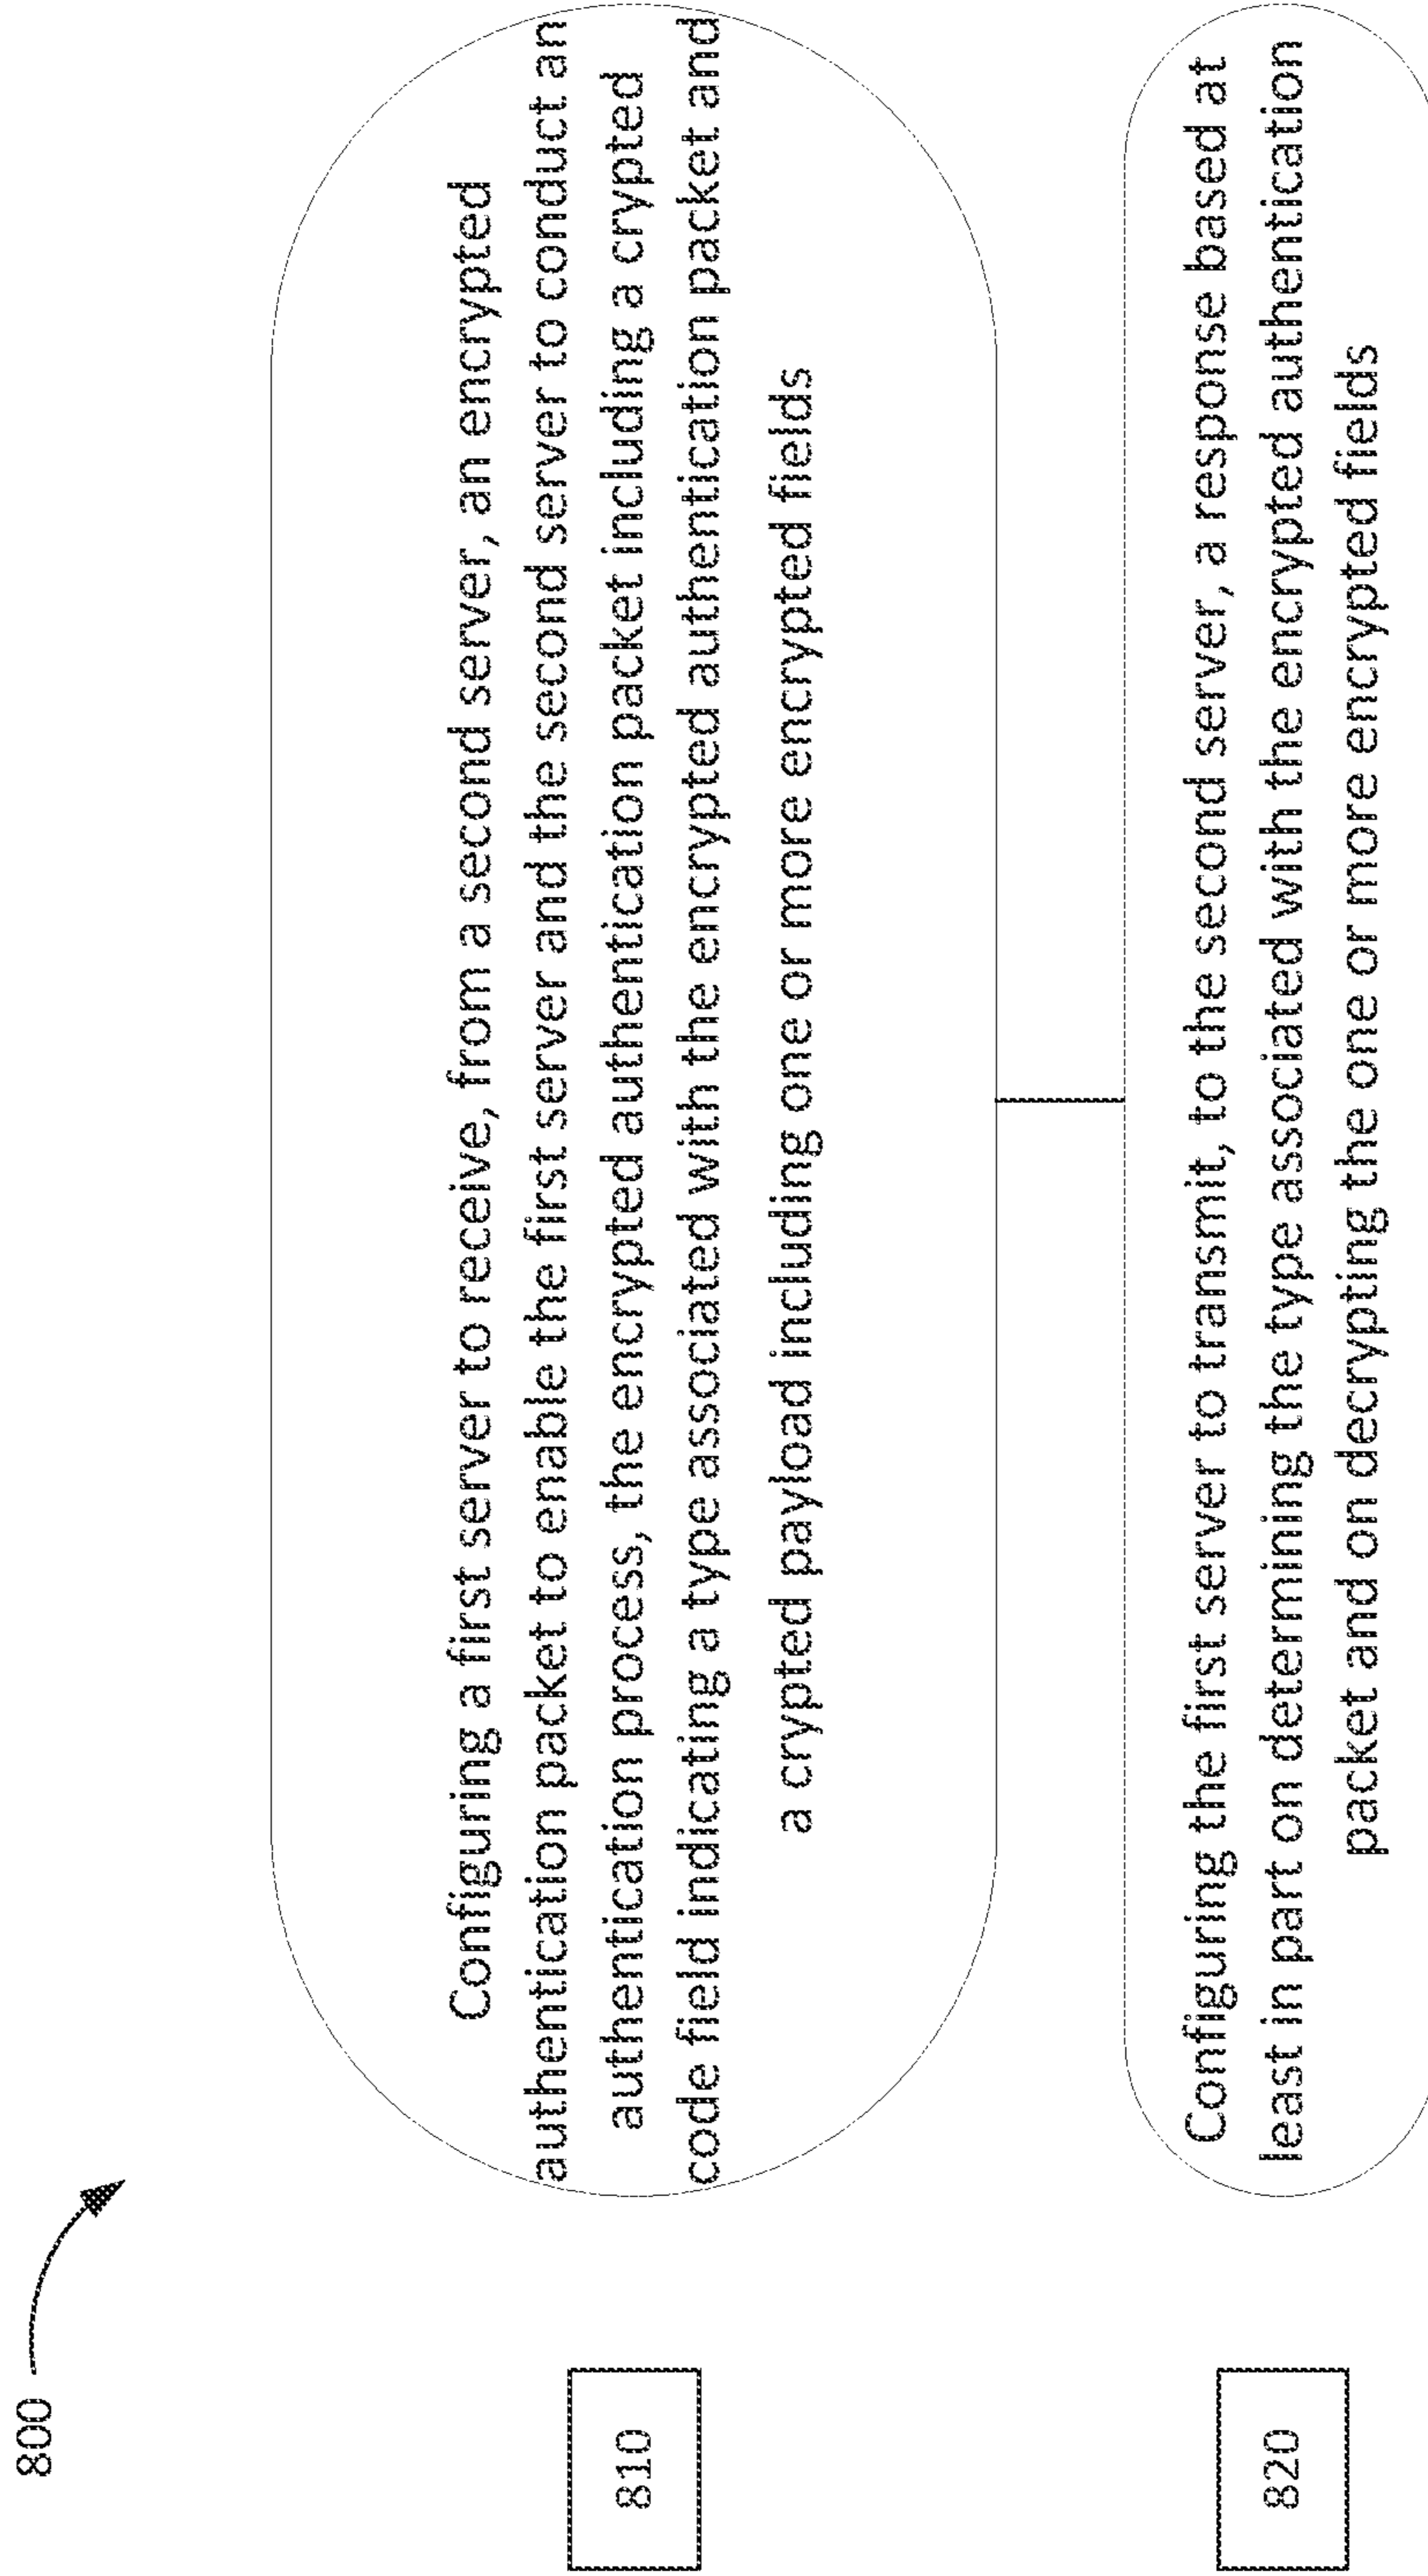 800
810
Configuring a first server to receive, from a second server, an encrypted
authentication packet to enable the first server and the second server to conduct an
authentication process, the encrypted authentication packet including a crypted
code field indicating a type associated with the encrypted authentication packet and
a crypted payload including one or more encrypted fields
820
Configuring the first server to transmit, to the second server, a response based at
least in part on determining the type associated with the encrypted authentication
packet and on decrypting the one or more encrypted fields